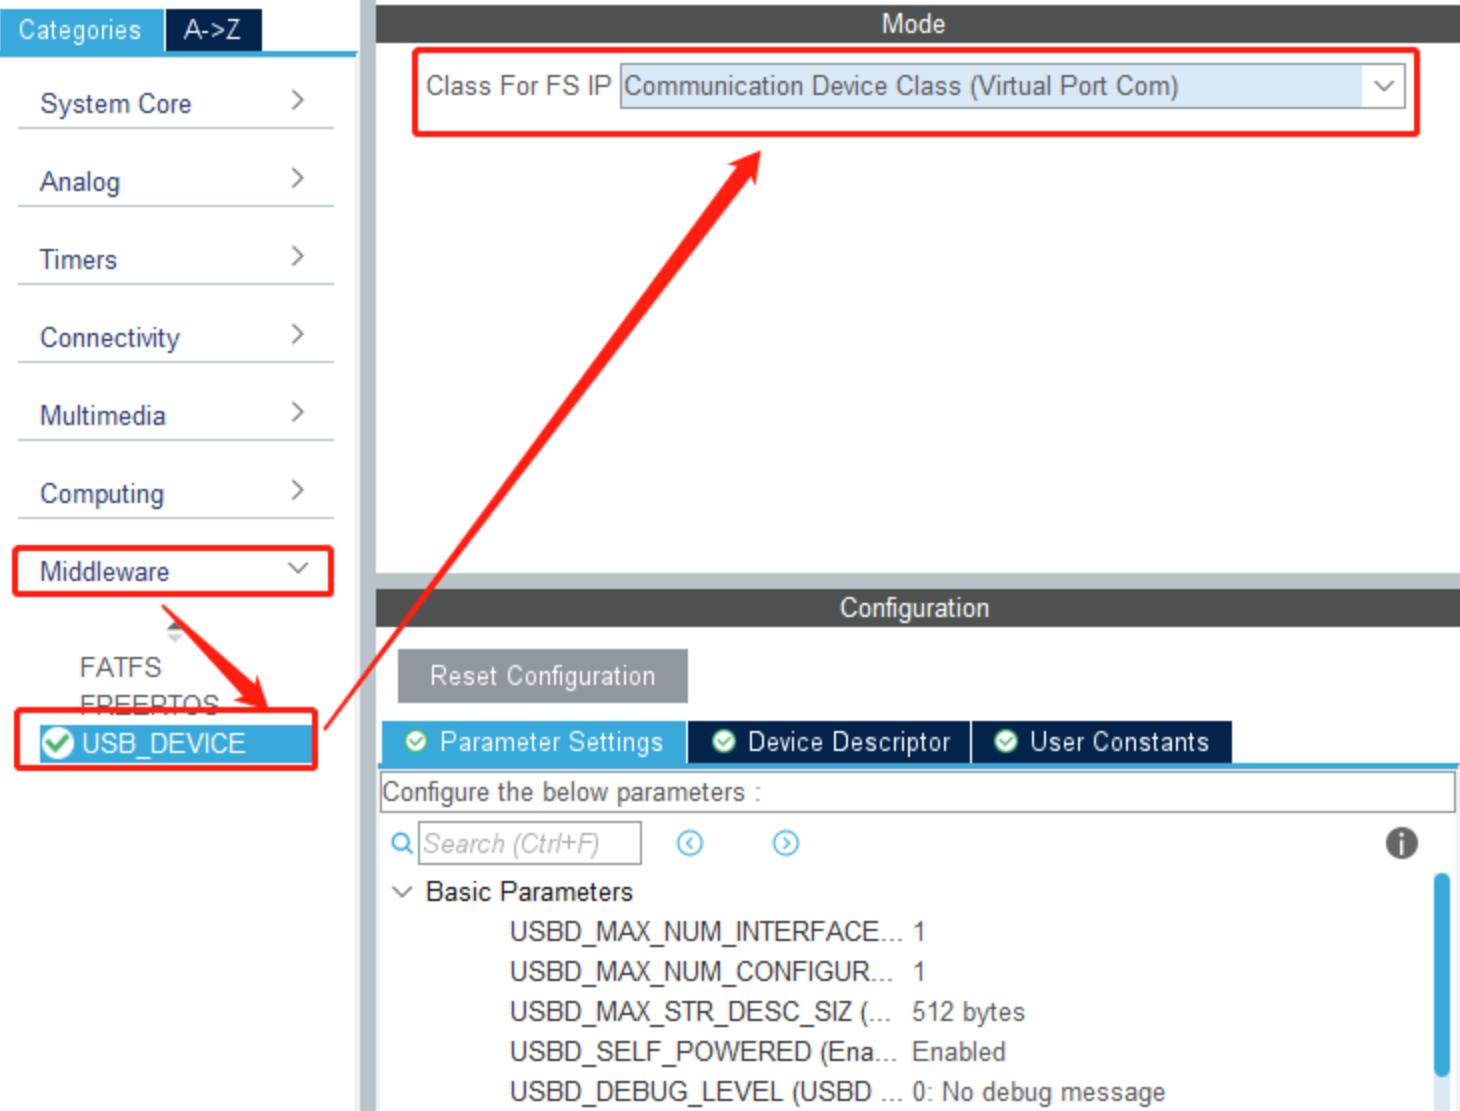 Categories
A->Z
System Core
Analog
Timers
Connectivity
Multimedia
Computing
Middleware
FATFS
FREERTOS
USB_DEVICE
Mode
Class For FS IP Communication Device Class (Virtual Port Com)
Configuration
Reset Configuration
Parameter Settings
Device Descriptor
User Constants
Configure the below parameters :
Search (Ctrl+F)
Basic Parameters
USBD_MAX_NUM_INTERFACE... 1
USBD_MAX_NUM_CONFIGUR... 1
USBD_MAX_STR_DESC_SIZ (... 512 bytes
USBD_SELF_POWERED (Ena... Enabled
USBD_DEBUG_LEVEL (USBD ... 0: No debug message